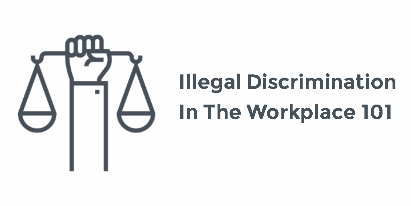 Illegal Discrimination
In The Workplace 101